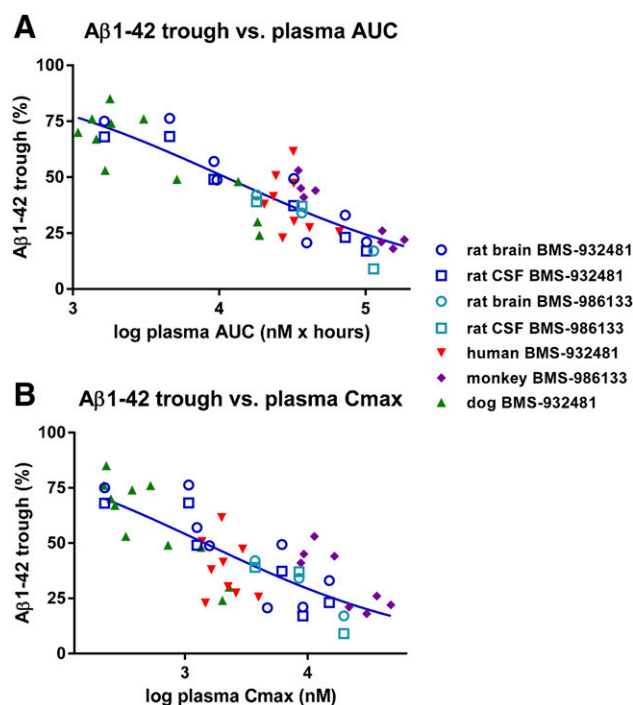 A
Aβ1-42 trough vs. plasma AUC
Aβ1-42 trough (%)
100
75
50
25
0
3
4
5
log plasma AUC (nM x hours)
rat brain BMS-932481
rat CSF BMS-932481
rat brain BMS-986133
rat CSF BMS-986133
human BMS-932481
monkey BMS-986133
dog BMS-932481
B
Aβ1-42 trough vs. plasma Cmax
Aβ1-42 trough (%)
100
75
50
25
0
3
4
log plasma Cmax (nM)